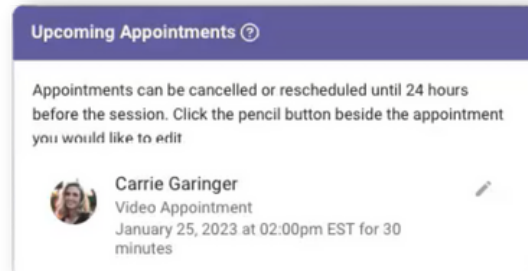 Upcoming Appointments ?
Appointments can be cancelled or rescheduled until 24 hours
before the session. Click the pencil button beside the appointment
you would like to edit
Carrie Garinger
Video Appointment
January 25, 2023 at 02:00pm EST for 30
minutes